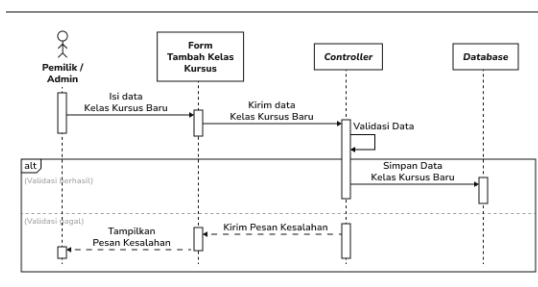 Pemilik /
Admin
Form
Tambah Kelas
Kursus
Controller
Database
Isi data
Kelas Kursus Baru
Kirim data
Kelas Kursus Baru
Validasi Data
alt
(Validasi Berhasil)
Simpan Data
Kelas Kursus Baru
(Validasi Gagal)
Tampilkan
Pesan Kesalahan
Kirim Pesan Kesalahan